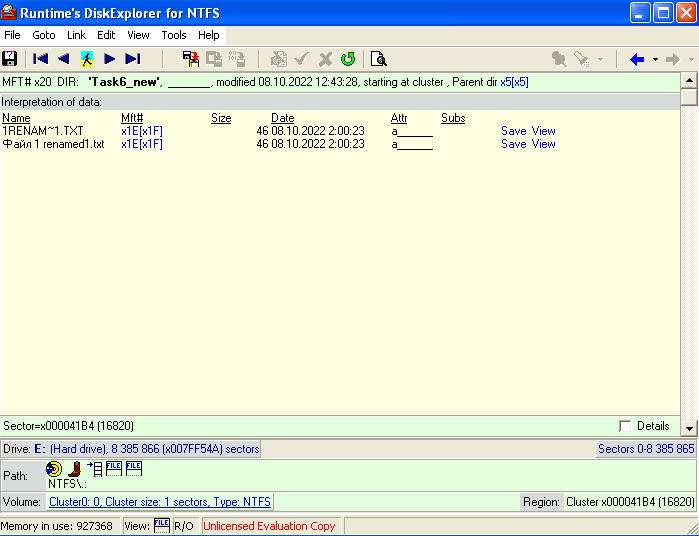 Runtime's DiskExplorer for NTFS
File Goto Link Edit View Tools Help
MFT# x20 DIR: 'Task6_new', ______, modified 08.10.2022 12:43:28, starting at cluster , Parent dir x5[x5]
Interpretation of data:
Name Mft# Size Date Attr Subs
1RENAM~1.TXT x1E[x1F] 46 08.10.2022 2:00:23 a______ Save View
Файл 1 renamed1.txt x1E[x1F] 46 08.10.2022 2:00:23 a______ Save View
Sector=x000041B4 (16820) Details
Drive: E: (Hard drive), 8 385 866 (x007FF54A) sectors Sectors 0-8 385 865
Path: FILE FILE
NTFS\.:
Volume: Cluster0: 0, Cluster size: 1 sectors, Type: NTFS Region: Cluster x000041B4 (16820)
Memory in use: 927368 View: FILE R/O Unlicensed Evaluation Copy